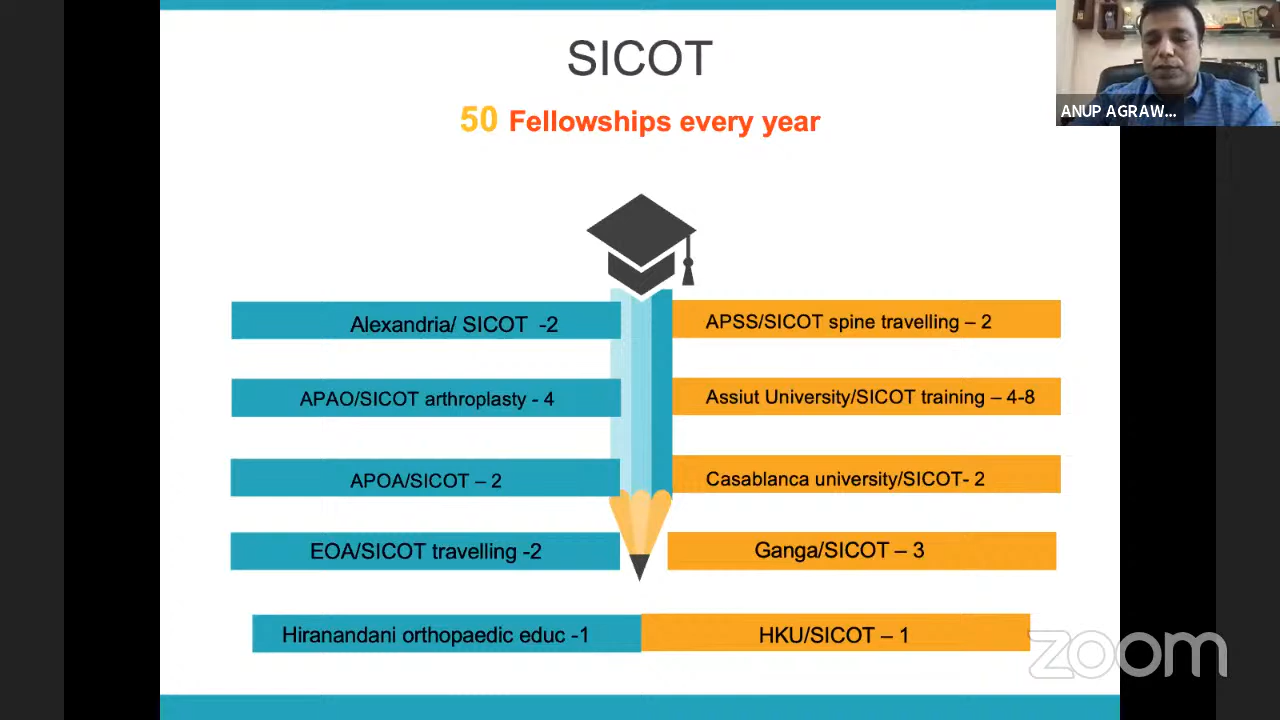 SICOT
50 Fellowships every year
ANUP AGRAW...
Alexandria/ SICOT -2
APSS/SICOT spine travelling – 2
APAO/SICOT arthroplasty - 4
Assiut University/SICOT training – 4-8
APOA/SICOT – 2
Casablanca university/SICOT- 2
EOA/SICOT travelling -2
Ganga/SICOT – 3
Hiranandani orthopaedic educ -1
HKU/SICOT – 1
zoom